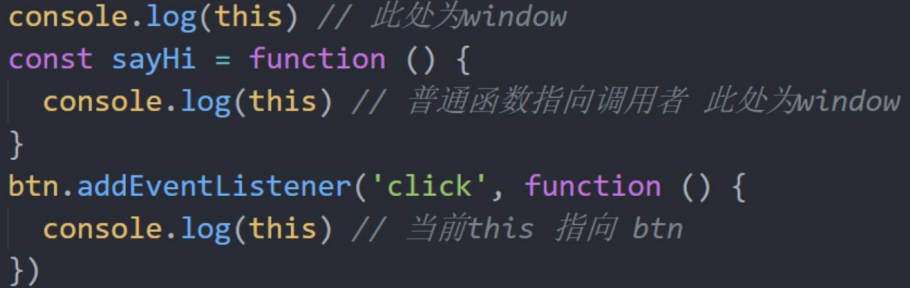 console.log(this) // 此处为window
const sayHi = function () {
  console.log(this) // 普通函数指向调用者 此处为window
}
btn.addEventListener('click', function () {
  console.log(this) // 当前this 指向 btn
})